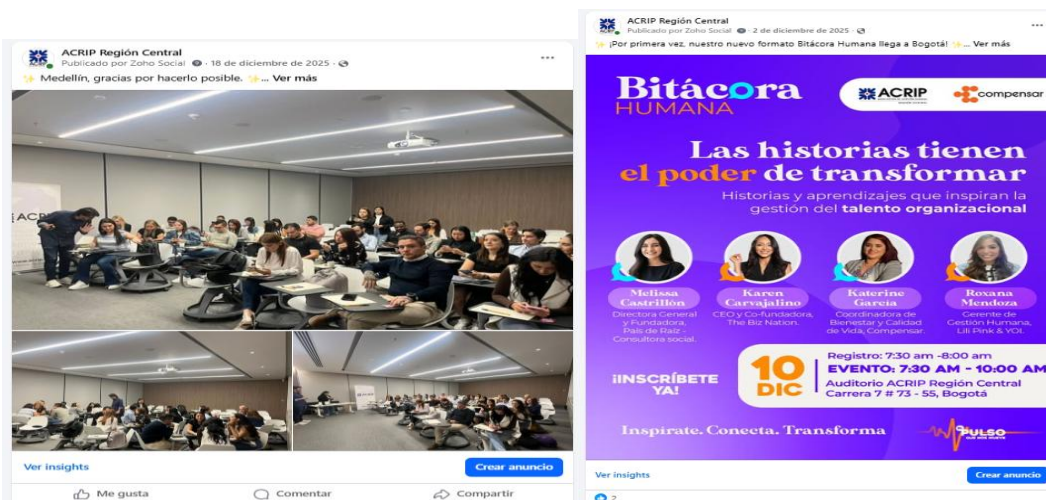 ACRIP Región Central
Publicado por Zoho Social · 18 de diciembre de 2025 ·
Medellín, gracias por hacerlo posible. ... Ver más
ACRIP
Ver insights
Crear anuncio
Me gusta
Comentar
Compartir
ACRIP Región Central
Publicado por Zoho Social · 2 de diciembre de 2025 ·
¡Por primera vez, nuestro nuevo formato Bitácora Humana llega a Bogotá! ... Ver más
Bitácora
HUMANA
ACRIP
compensar
Las historias tienen
el poder de transformar
Historias y aprendizajes que inspiran la
gestión del talento organizacional
Melissa
Castrillón
Directora General
y Fundadora,
País de Raíz -
Consultora social.
Karen
Carvajalino
CEO y Co-fundadora,
The Biz Nation.
Katerine
García
Coordinadora de
Bienestar y Calidad
de Vida, Compensar.
Roxana
Mendoza
Gerente de
Gestión Humana,
Lili Pink & YOI.
¡INSCRÍBETE
YA!
10
DIC
Registro: 7:30 am -8:00 am
EVENTO: 7:30 AM - 10:00 AM
Auditorio ACRIP Región Central
Carrera 7 # 73 - 55, Bogotá
Inspírate. Conecta. Transforma
PULSO
Ver insights
Crear anuncio
2